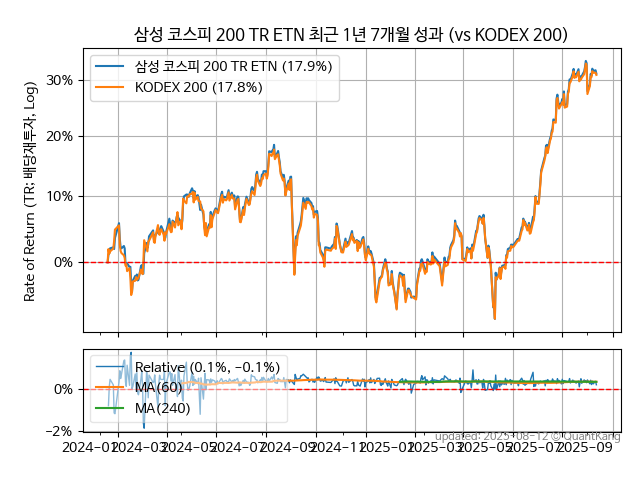 삼성 코스피 200 TR ETN 최근 1년 7개월 성과 (vs KODEX 200)
Rate of Return (TR: 배당재투자, Log)
30%
20%
10%
0%
삼성 코스피 200 TR ETN (17.9%)
KODEX 200 (17.8%)
0%
−2%
Relative (0.1%, −0.1%)
MA(60)
MA(240)
updated: 2025-08-12 © QuantKang
2024-01 2024-03 2024-05 2024-07 2024-09 2024-11 2025-01 2025-03 2025-05 2025-07 2025-09